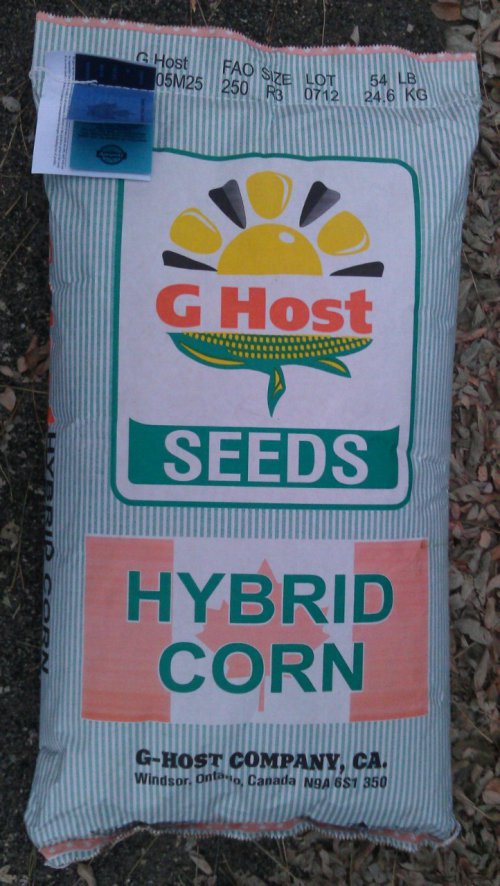 G Host FAO SIZE LOT 54 LB
05M25 250 R3 0712 24.6 KG
G Host
SEEDS
HYBRID
CORN
HYBRID CORN
G-HOST COMPANY, CA.
Windsor. Ontario, Canada N9A 6S1 350